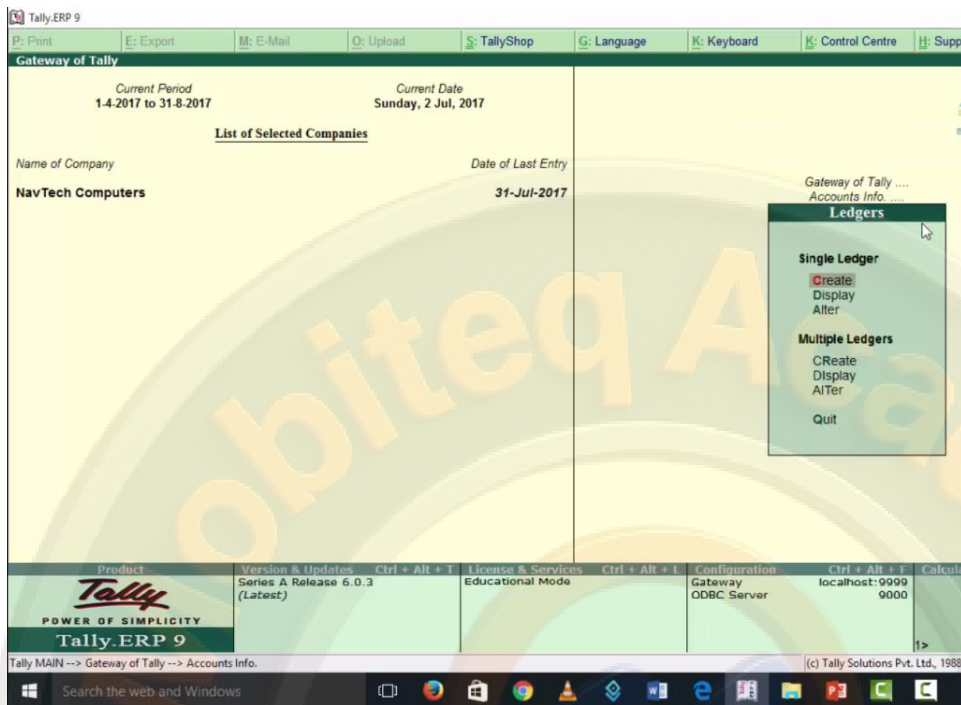 Tally.ERP 9
P: Print E: Export M: E-Mail O: Upload S: TallyShop G: Language K: Keyboard K: Control Centre H: Supp
Gateway of Tally
Current Period Current Date
1-4-2017 to 31-8-2017 Sunday, 2 Jul, 2017
List of Selected Companies
Name of Company Date of Last Entry
NavTech Computers 31-Jul-2017
Gateway of Tally ....
Accounts Info. ....
Ledgers
Single Ledger
Create
Display
Alter
Multiple Ledgers
CReate
DIsplay
AlTer
Quit
obiteq Aca
Product Version & Updates Ctrl + Alt + T License & Services Ctrl + Alt + L Configuration Ctrl + Alt + F Calcula
Tally Series A Release 6.0.3 Educational Mode Gateway localhost:9999
(Latest) ODBC Server 9000
POWER OF SIMPLICITY
Tally.ERP 9
1>
Tally MAIN --> Gateway of Tally --> Accounts Info. (c) Tally Solutions Pvt. Ltd., 1988
Search the web and Windows